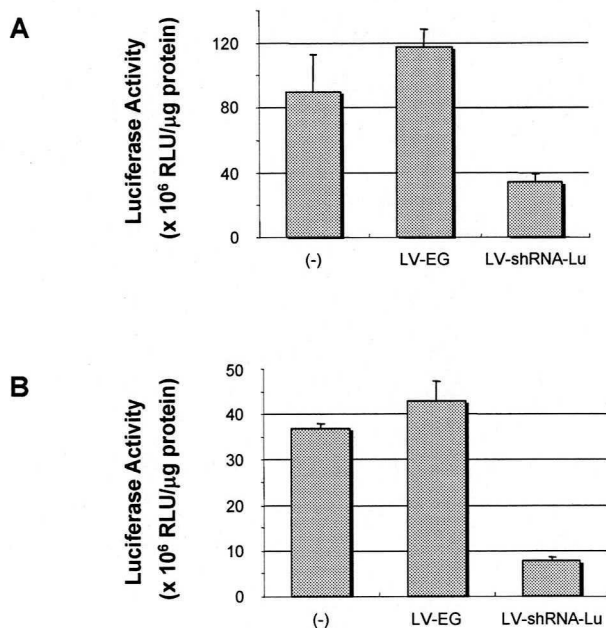 A
Luciferase Activity
(x 10⁶ RLU/µg protein)
120
80
40
0
(-)
LV-EG
LV-shRNA-Lu
B
Luciferase Activity
(x 10⁶ RLU/µg protein)
50
40
30
20
10
0
(-)
LV-EG
LV-shRNA-Lu